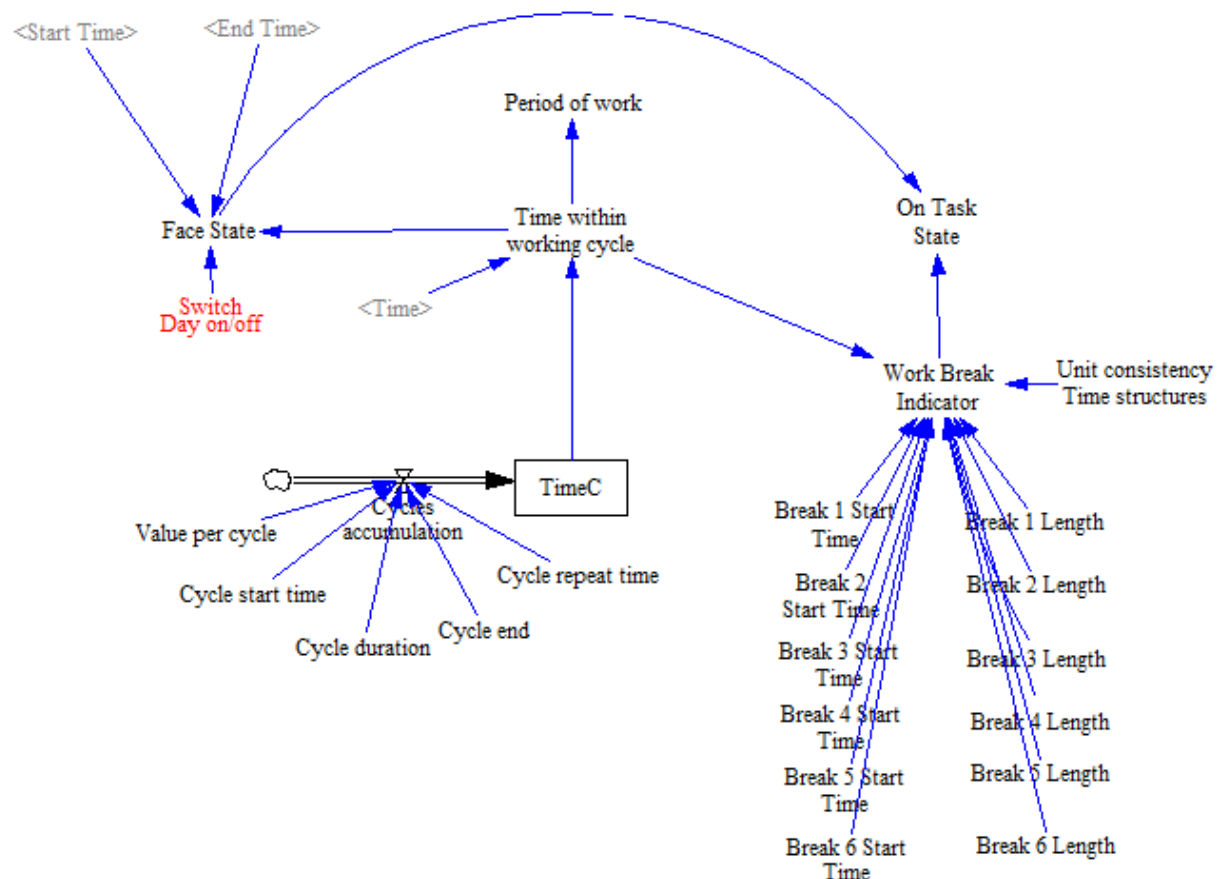 <Start Time>
<End Time>
Period of work
Face State
Time within
working cycle
On Task
State
Switch
Day on/off
<Time>
Work Break
Indicator
Unit consistency
Time structures
TimeC
Cycles
accumulation
Value per cycle
Cycle start time
Cycle repeat time
Cycle duration
Cycle end
Break 1 Start
Time
Break 1 Length
Break 2
Start Time
Break 2 Length
Break 3 Start
Time
Break 3 Length
Break 4 Start
Time
Break 4 Length
Break 5 Start
Time
Break 5 Length
Break 6 Start
Time
Break 6 Length